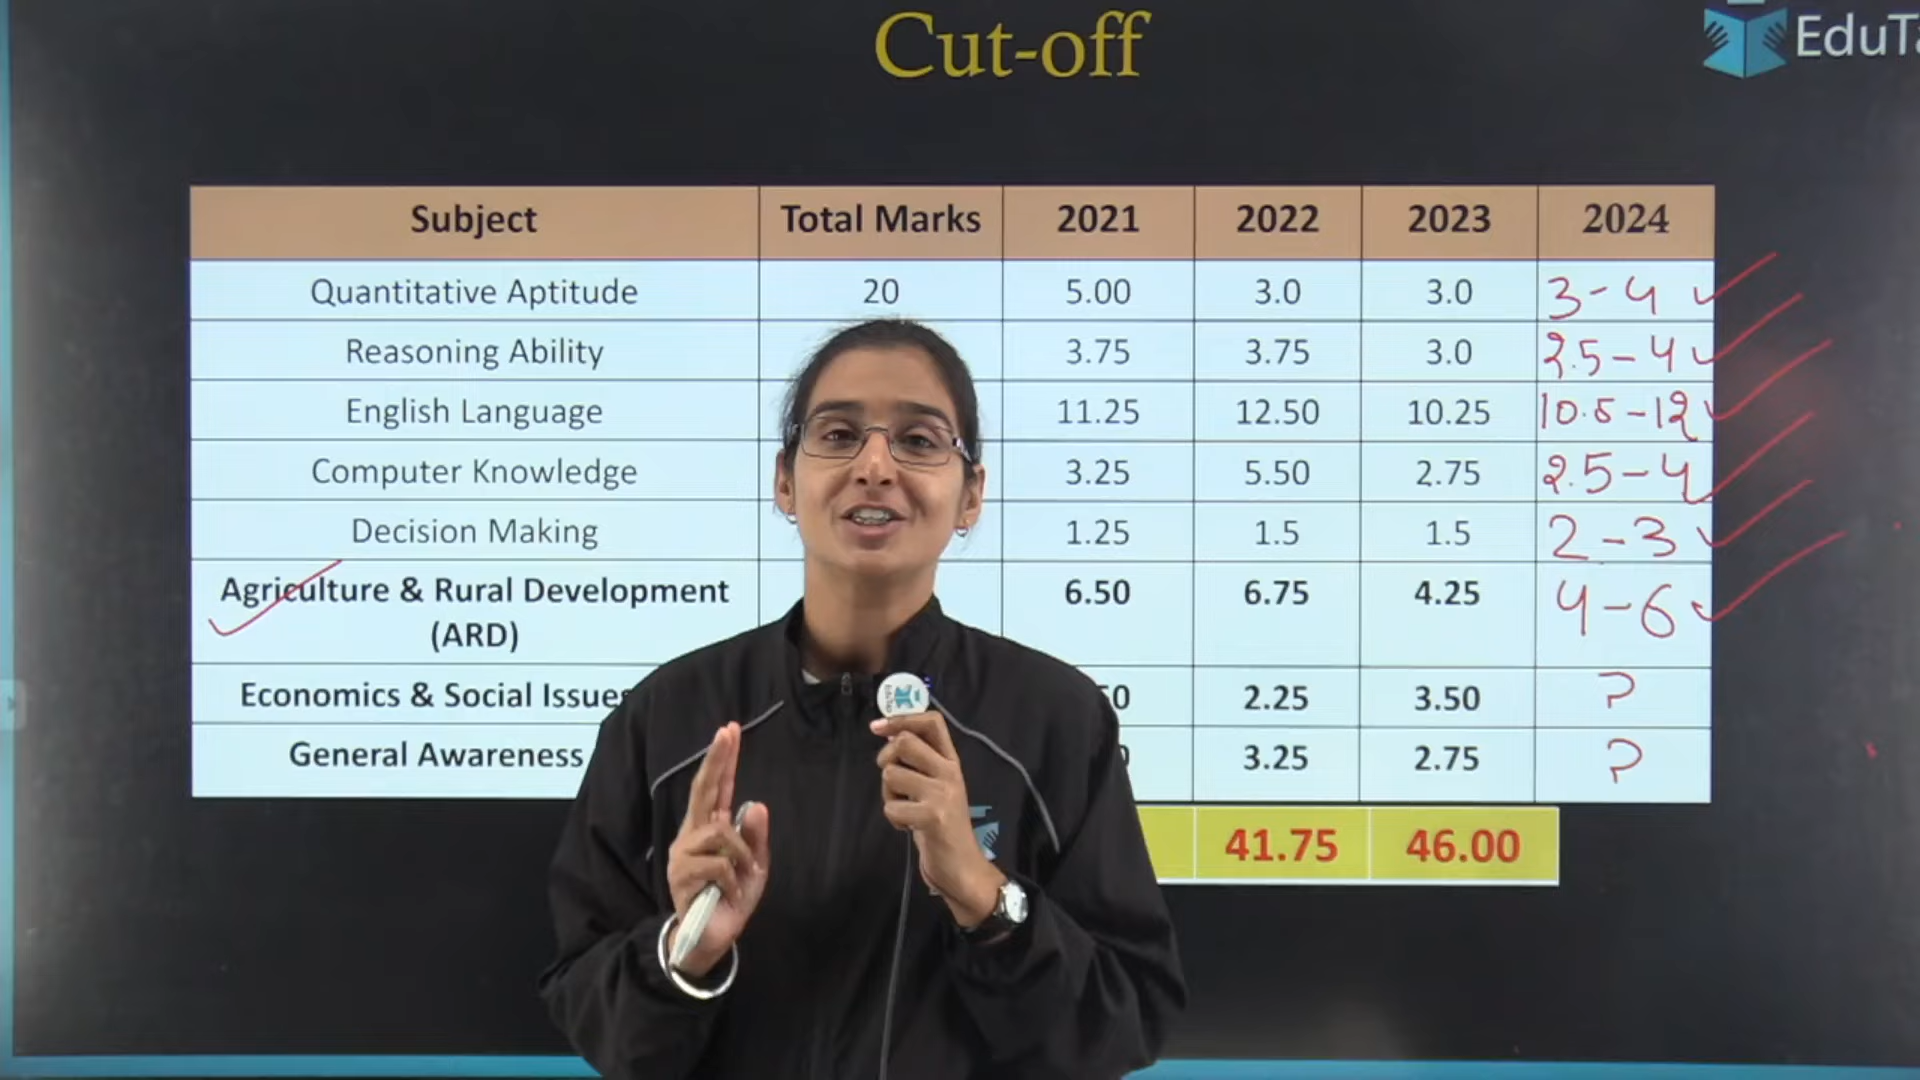 Cut-off
EduTa
Subject Total Marks 2021 2022 2023 2024
Quantitative Aptitude 20 5.00 3.0 3.0 3-4
Reasoning Ability 3.75 3.75 3.0 2.5-4
English Language 11.25 12.50 10.25 10.5-12
Computer Knowledge 3.25 5.50 2.75 2.5-4
Decision Making 1.25 1.5 1.5 2-3
Agriculture & Rural Development 6.50 6.75 4.25 4-6
(ARD)
Economics & Social Issues 2.25 3.50 ?
General Awareness 3.25 2.75 ?
41.75 46.00